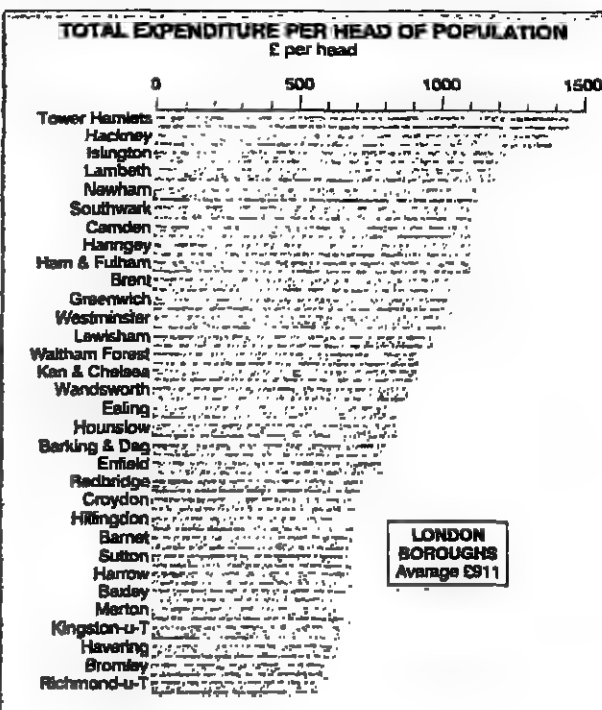 TOTAL EXPENDITURE PER HEAD OF POPULATION
£ per head
0 500 1000 1500
Tower Hamlets
Hackney
Islington
Lambeth
Newham
Southwark
Camden
Haringey
Ham & Fulham
Brent
Greenwich
Westminster
Lewisham
Waltham Forest
Ken & Chelsea
Wandsworth
Ealing
Hounslow
Barking & Dag
Enfield
Redbridge
Croydon
Hillingdon
Barnet
Sutton
Harrow
Bexley
Merton
Kingston-u-T
Havering
Bromley
Richmond-u-T
LONDON
BOROUGHS
Average £911